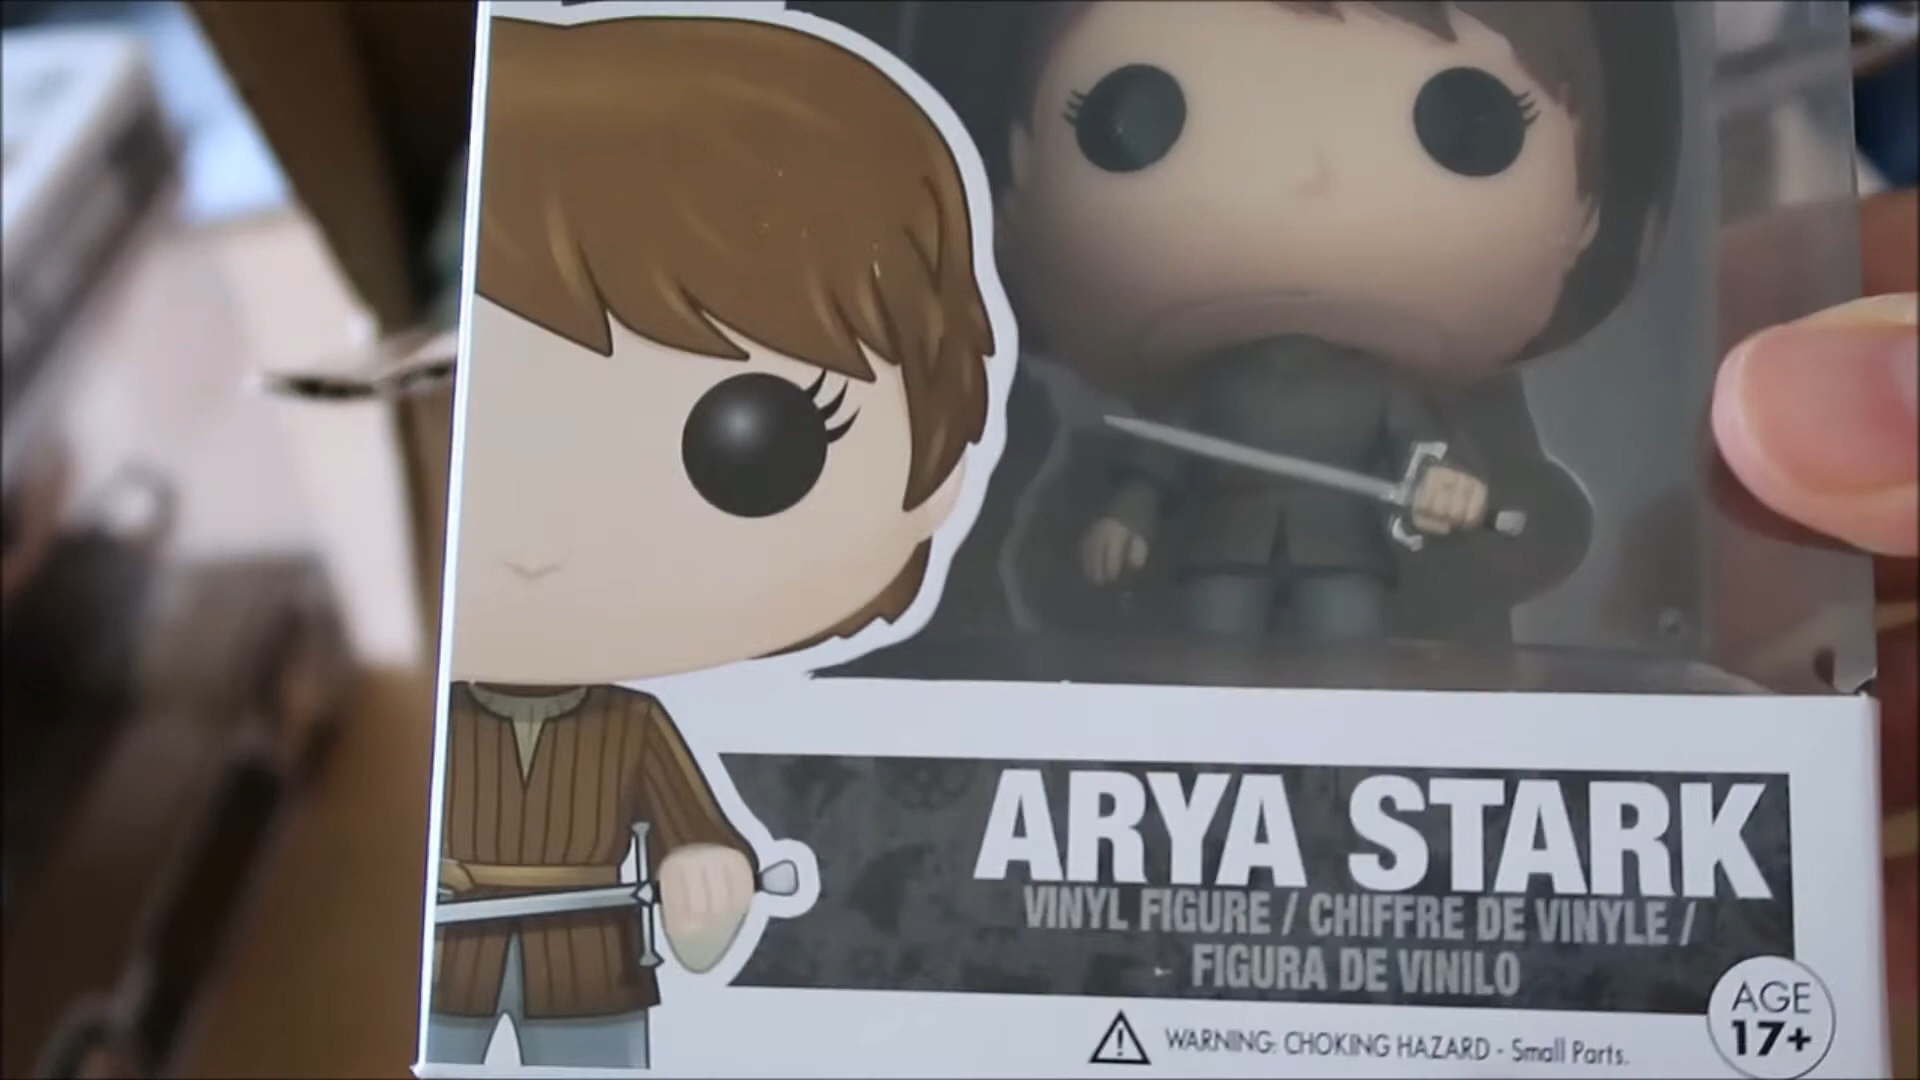 ARYA STARK
VINYL FIGURE / CHIFFRE DE VINYLE /
FIGURA DE VINILO
AGE
17+
WARNING: CHOKING HAZARD - Small Parts.